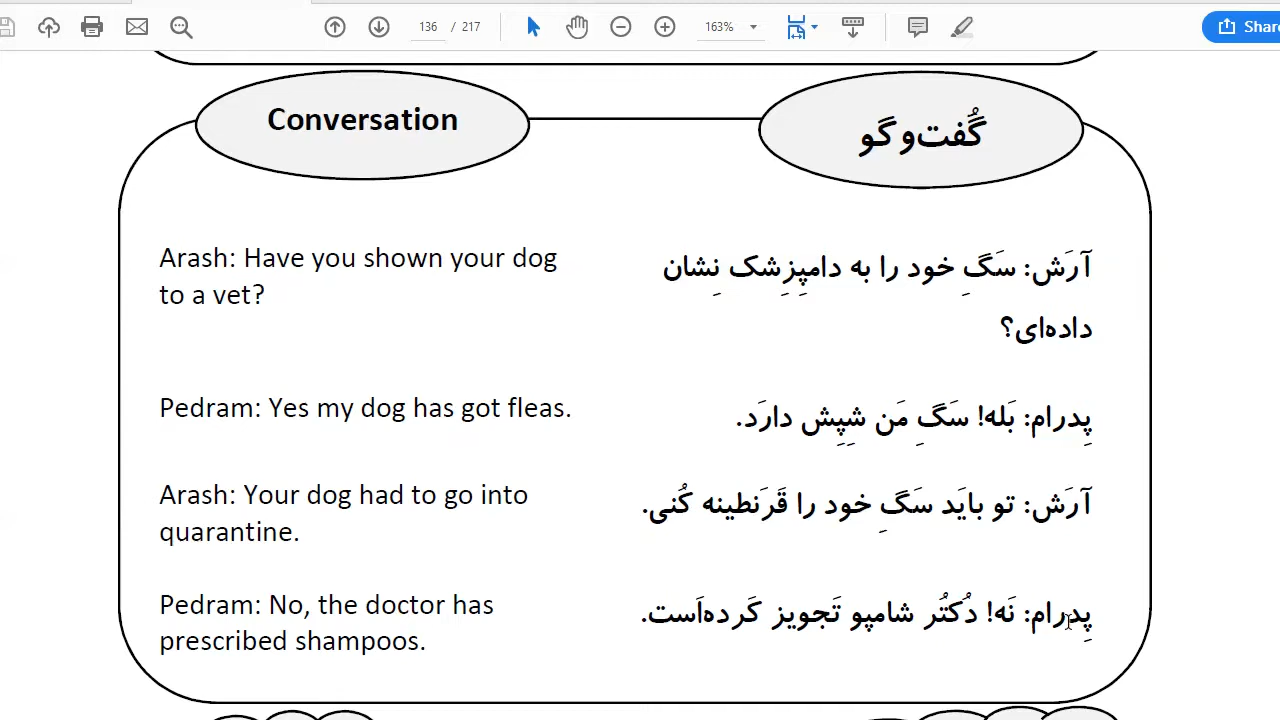 136 / 217
163%
Share
Conversation
گُفت‌و‌گو
Arash: Have you shown your dog
to a vet?
آرَش: سَگِ خود را به دامپِزِشک نِشان
داده‌ای؟
Pedram: Yes my dog has got fleas.
پِدرام: بَله! سَگِ مَن شِپِش دارَد.
Arash: Your dog had to go into
quarantine.
آرَش: تو بایَد سَگِ خود را قَرَنطینه کُنی.
Pedram: No, the doctor has
prescribed shampoos.
پِدرام: نَه! دُکتُر شامپو تَجویز کَرده‌اَست.